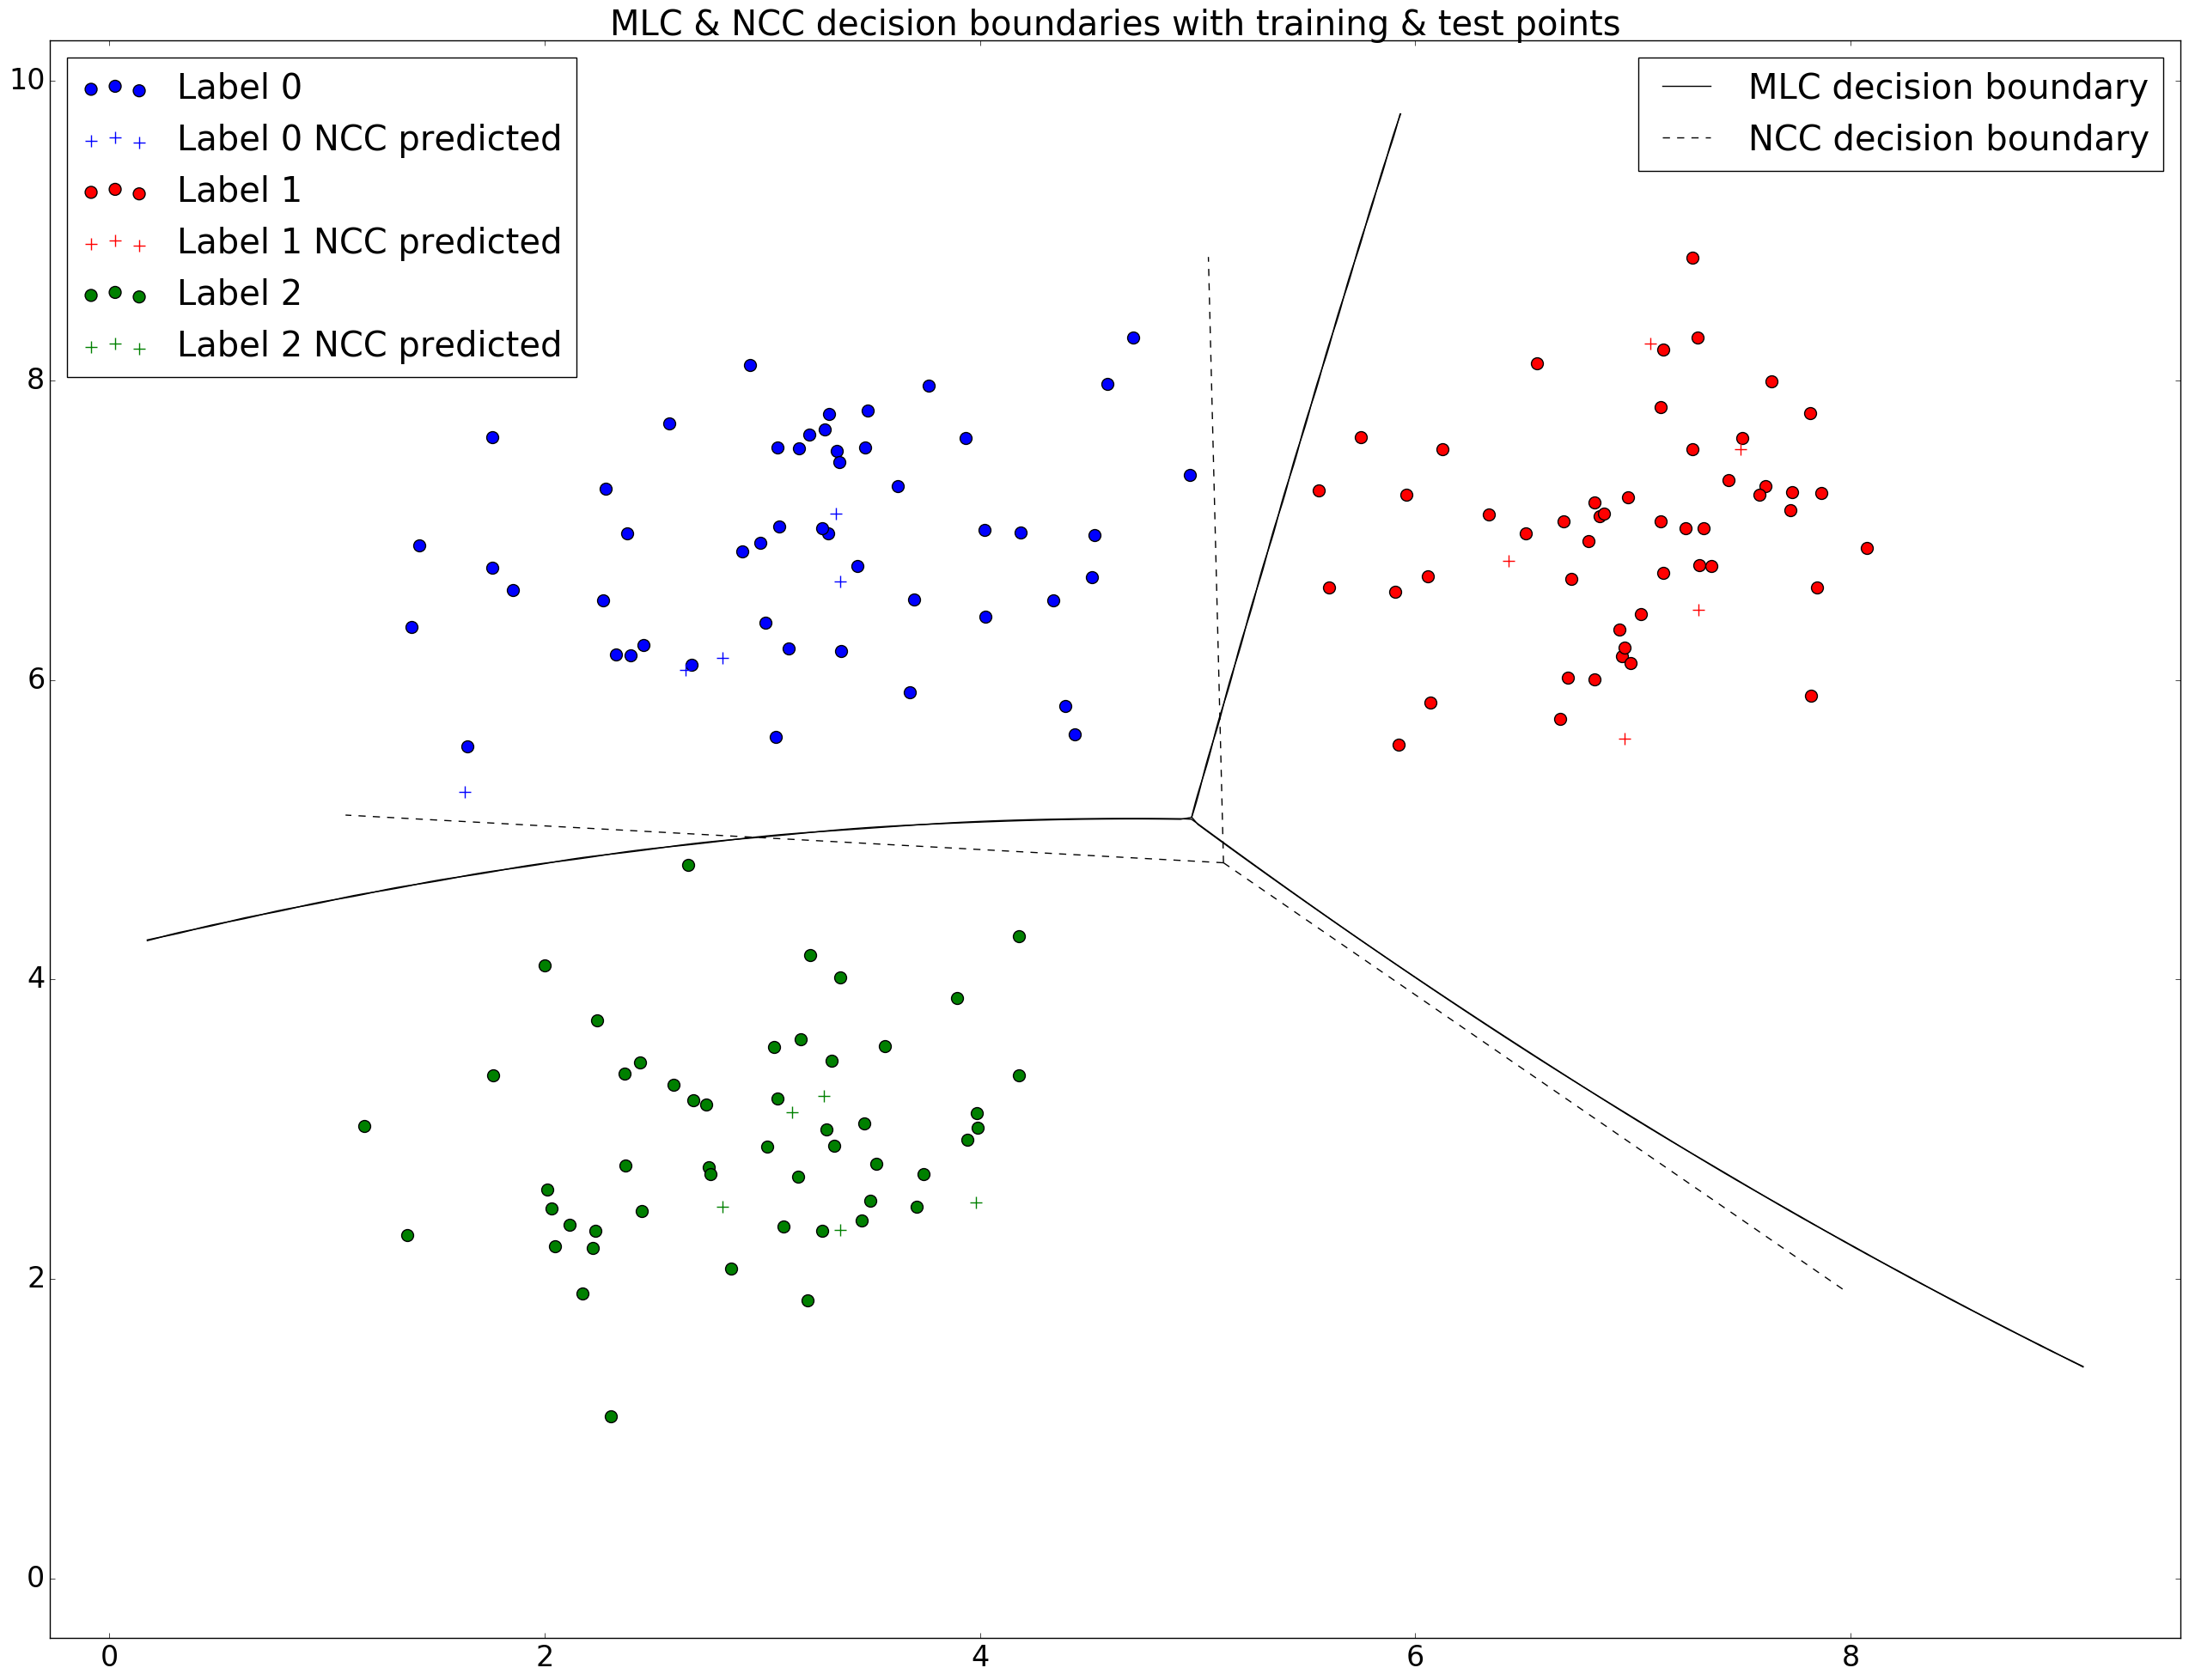 MLC & NCC decision boundaries with training & test points
Label 0
Label 0 NCC predicted
Label 1
Label 1 NCC predicted
Label 2
Label 2 NCC predicted
MLC decision boundary
NCC decision boundary
10
8
6
4
2
0
0 2 4 6 8